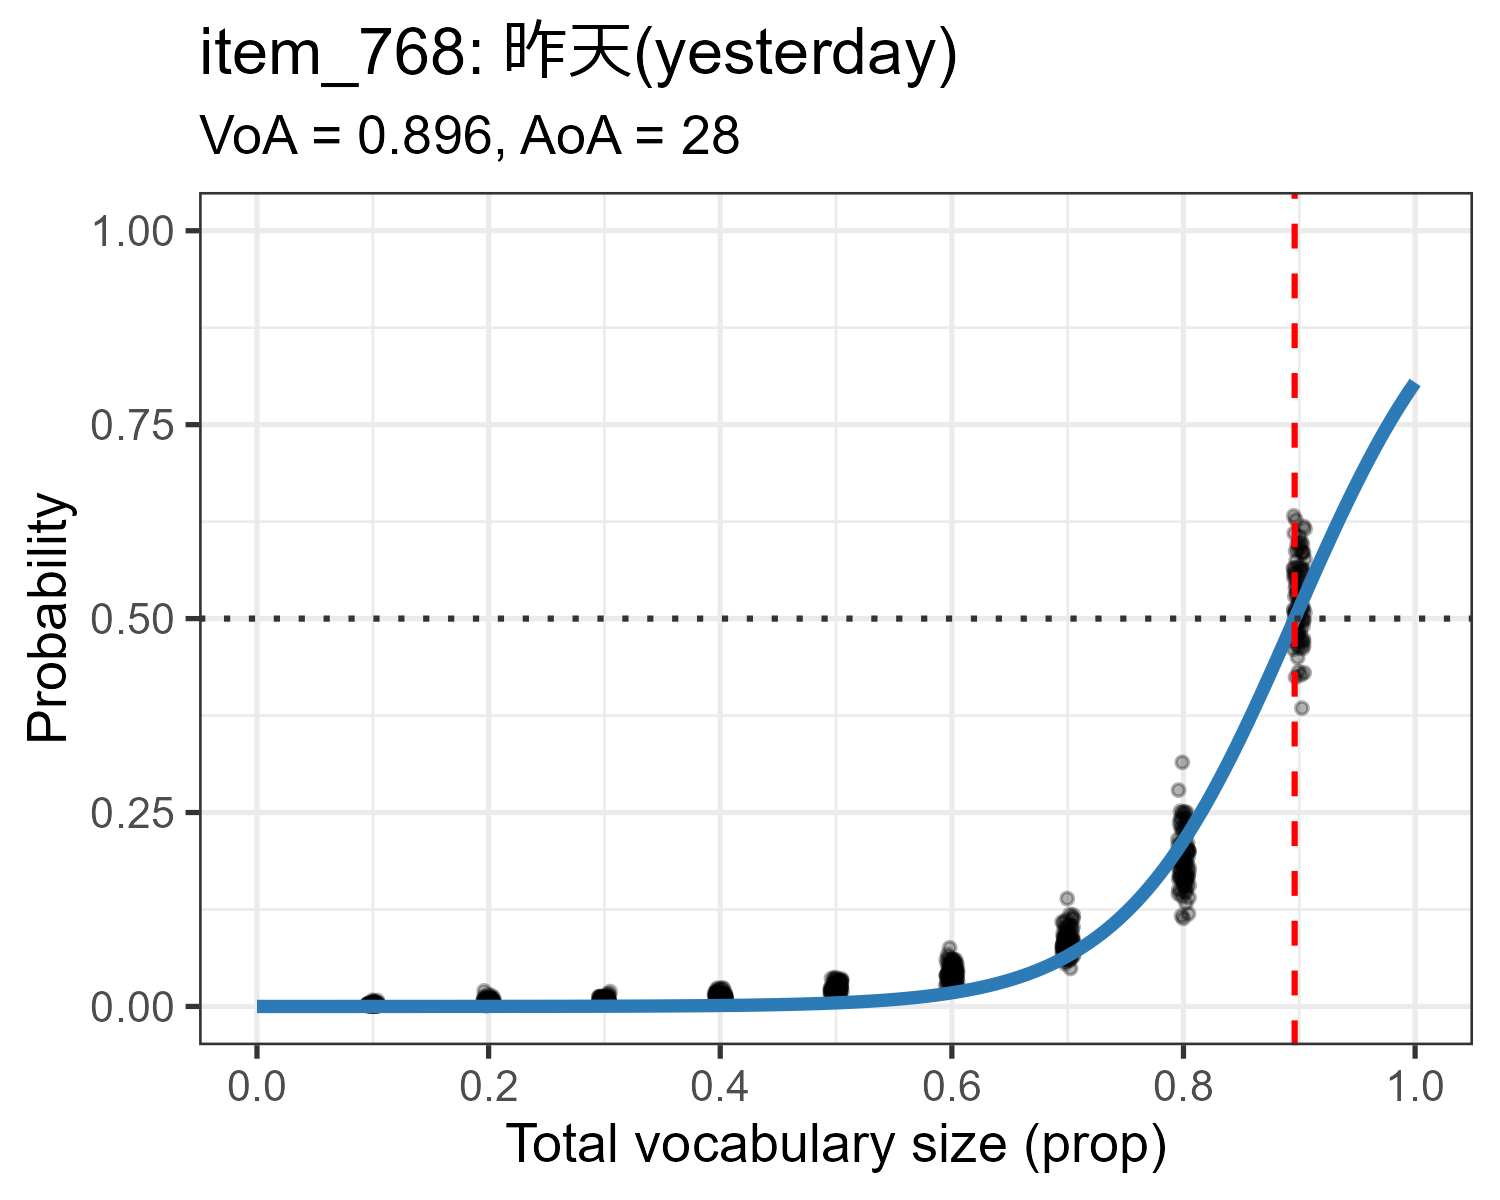 item_768: 昨天(yesterday)
VoA = 0.896, AoA = 28
1.00
0.75
0.50
0.25
0.00
Probability
0.0 0.2 0.4 0.6 0.8 1.0
Total vocabulary size (prop)